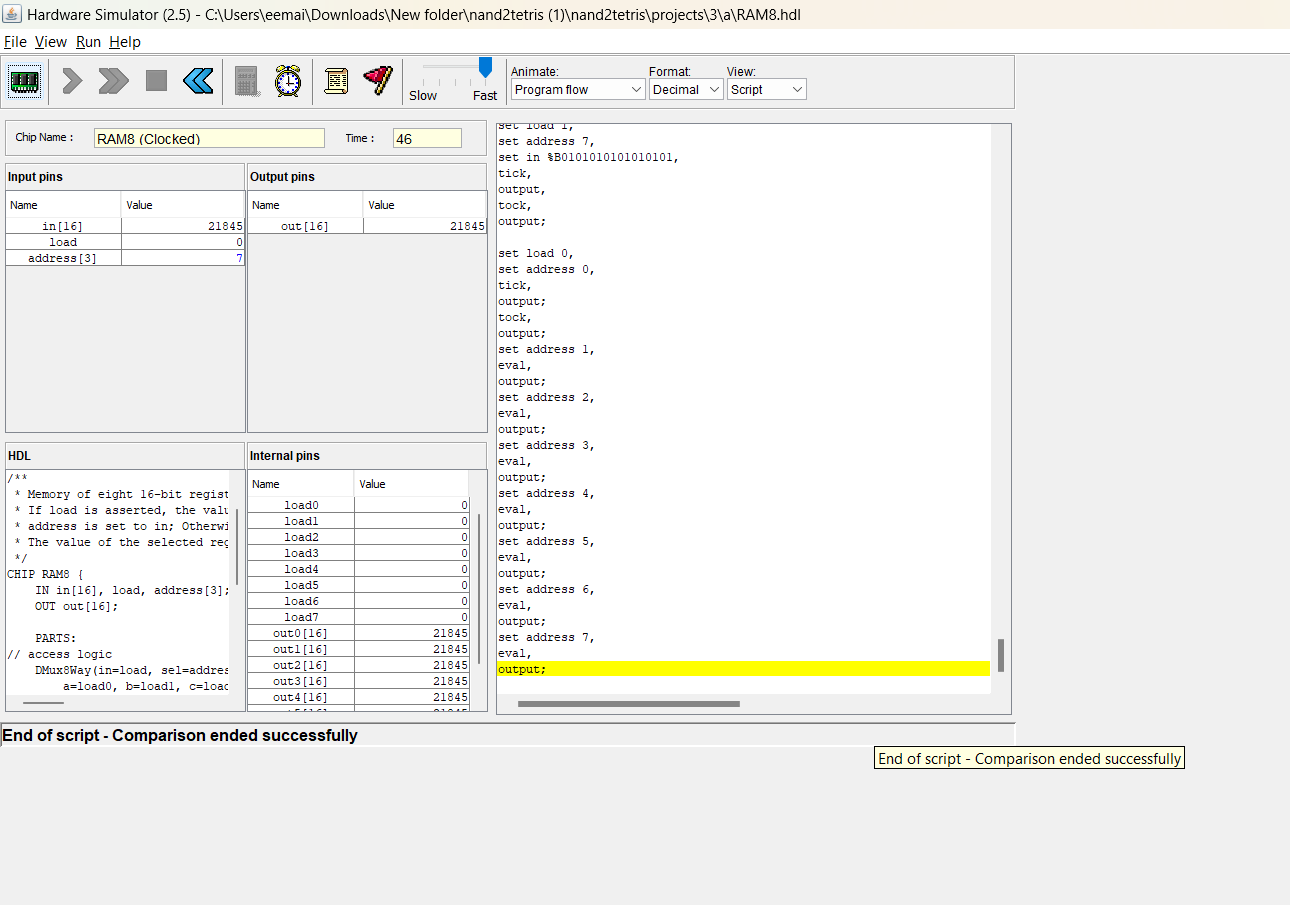 Hardware Simulator (2.5) - C:\Users\eemai\Downloads\New folder\nand2tetris (1)\nand2tetris\projects\3\a\RAM8.hdl
File View Run Help
Slow Fast
Animate: Format: View:
Program flow Decimal Script
Chip Name : RAM8 (Clocked) Time : 46
Input pins
Name Value
in[16] 21845
load 0
address[3] 7
Output pins
Name Value
out[16] 21845
HDL
/**
* Memory of eight 16-bit regist
* If load is asserted, the valu
* address is set to in; Otherwi
* The value of the selected reg
*/
CHIP RAM8 {
IN in[16], load, address[3];
OUT out[16];
PARTS:
// access logic
DMux8Way(in=load, sel=addres
a=load0, b=load1, c=load
Internal pins
Name Value
load0 0
load1 0
load2 0
load3 0
load4 0
load5 0
load6 0
load7 0
out0[16] 21845
out1[16] 21845
out2[16] 21845
out3[16] 21845
out4[16] 21845
set load 1,
set address 7,
set in %B0101010101010101,
tick,
output,
tock,
output;
set load 0,
set address 0,
tick,
output;
tock,
output;
set address 1,
eval,
output;
set address 2,
eval,
output;
set address 3,
eval,
output;
set address 4,
eval,
output;
set address 5,
eval,
output;
set address 6,
eval,
output;
set address 7,
eval,
output;
End of script - Comparison ended successfully
End of script - Comparison ended successfully